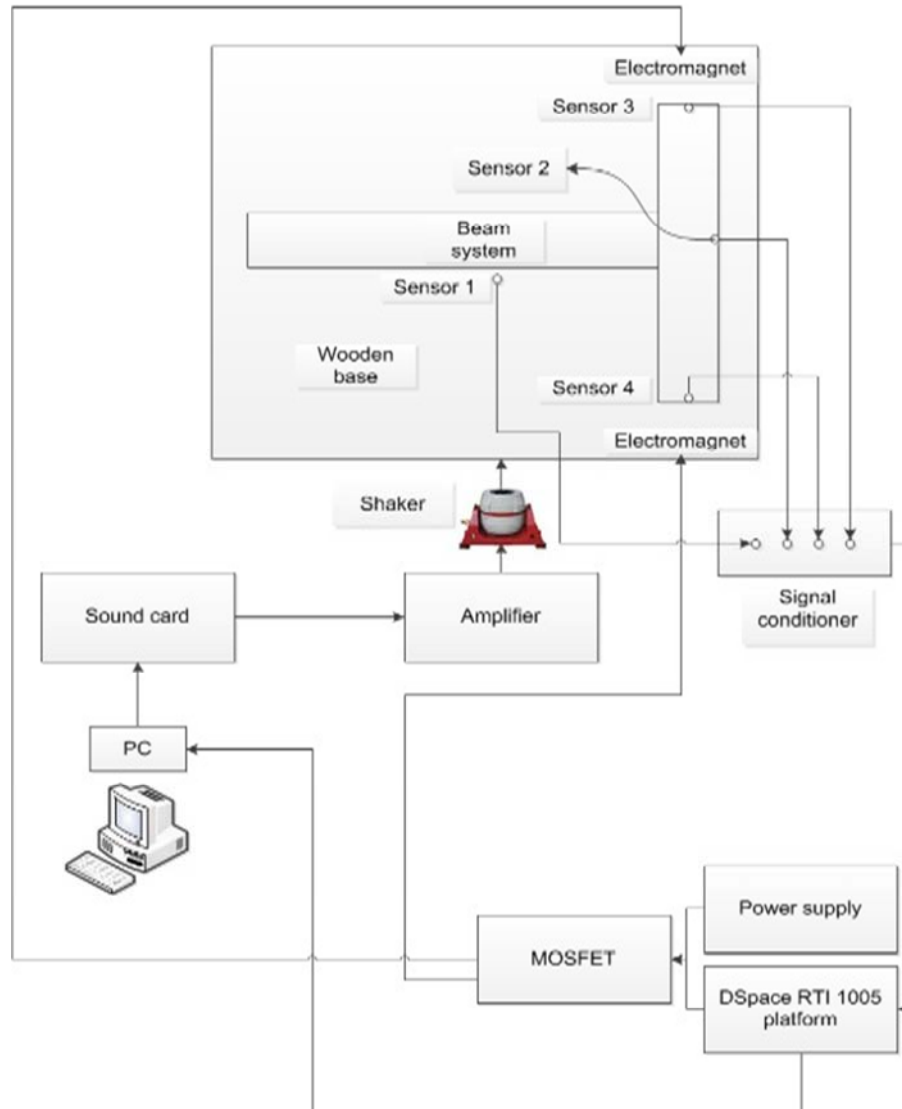 Electromagnet
Sensor 3
Sensor 2
Beam
system
Sensor 1
Wooden
base
Sensor 4
Electromagnet
Shaker
Signal
conditioner
Sound card
Amplifier
PC
Power supply
MOSFET
DSpace RTI 1005
platform